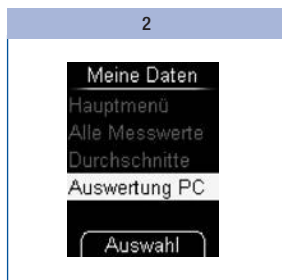 2
Meine Daten
Hauptmenü
Alle Messwerte
Durchschnitte
Auswertung PC
Auswahl